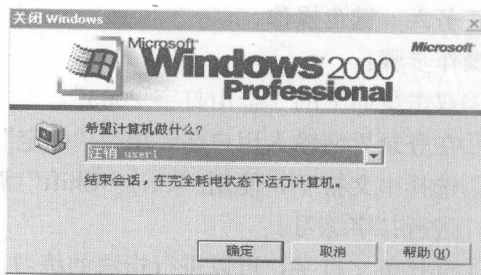 关闭 Windows
Microsoft
Windows 2000
Professional
Microsoft
希望计算机做什么?
注销 user1
结束会话，在完全耗电状态下运行计算机。
确定
取消
帮助(H)